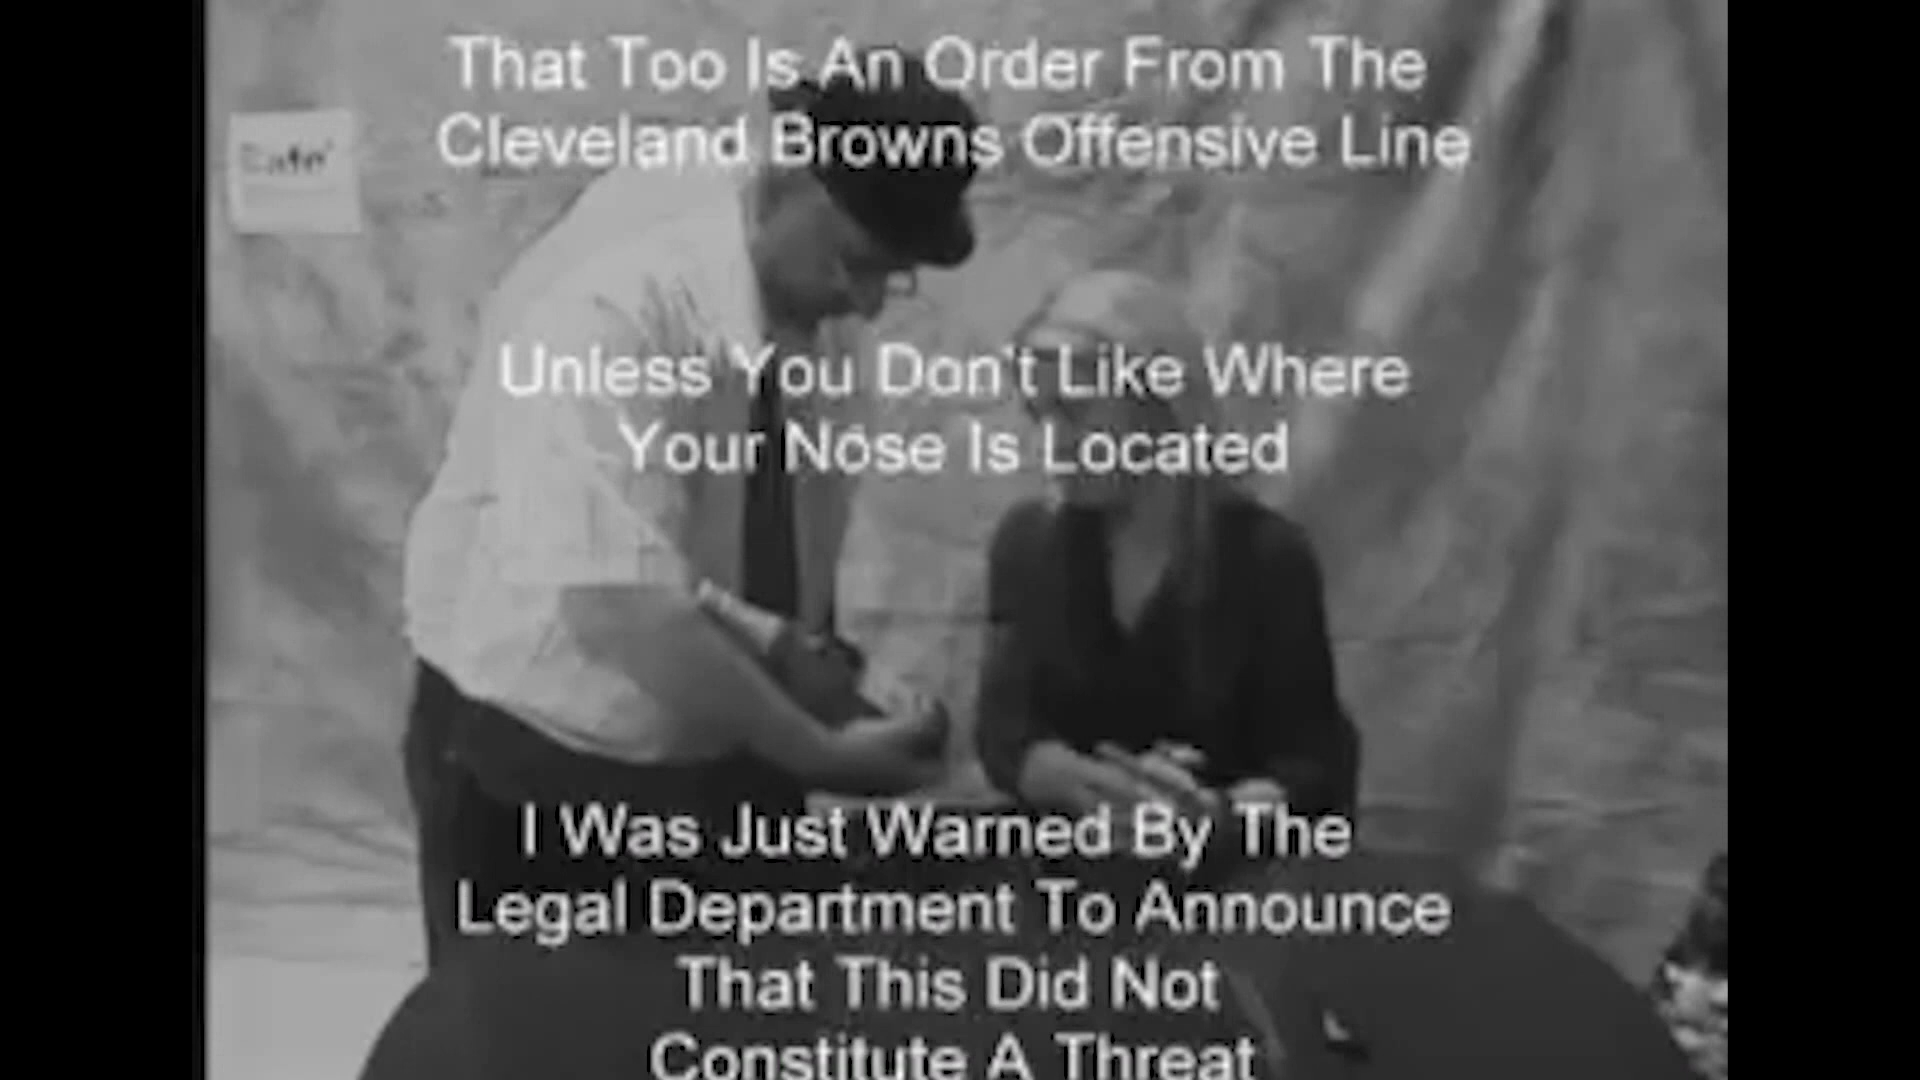 That Too Is An Order From The
Cleveland Browns Offensive Line
Cafe'
Unless You Don't Like Where
Your Nose Is Located
I Was Just Warned By The
Legal Department To Announce
That This Did Not
Constitute A Threat